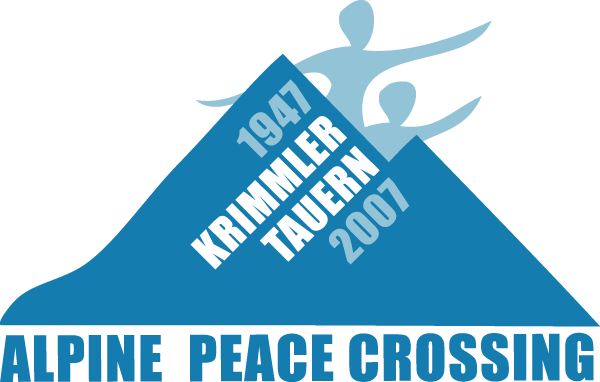 1947
KRIMMLER
TAUERN
2007
ALPINE PEACE CROSSING